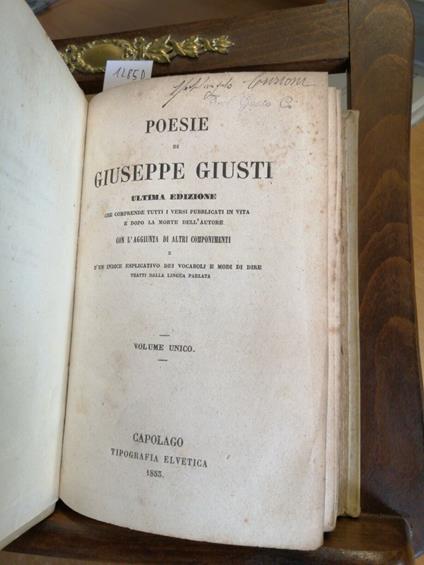 1285D
POESIE
DI
GIUSEPPE GIUSTI
ULTIMA EDIZIONE
CHE COMPRENDE TUTTI I VERSI PUBBLICATI IN VITA
E DOPO LA MORTE DELL'AUTORE
CON L'AGGIUNTA DI ALTRI COMPONIMENTI
E
D'UN INDICE ESPLICATIVO DEI VOCABOLI E MODI DI DIRE
TRATTI DALLA LINGUA PARLATA
VOLUME UNICO.
CAPOLAGO
TIPOGRAFIA ELVETICA
1853.